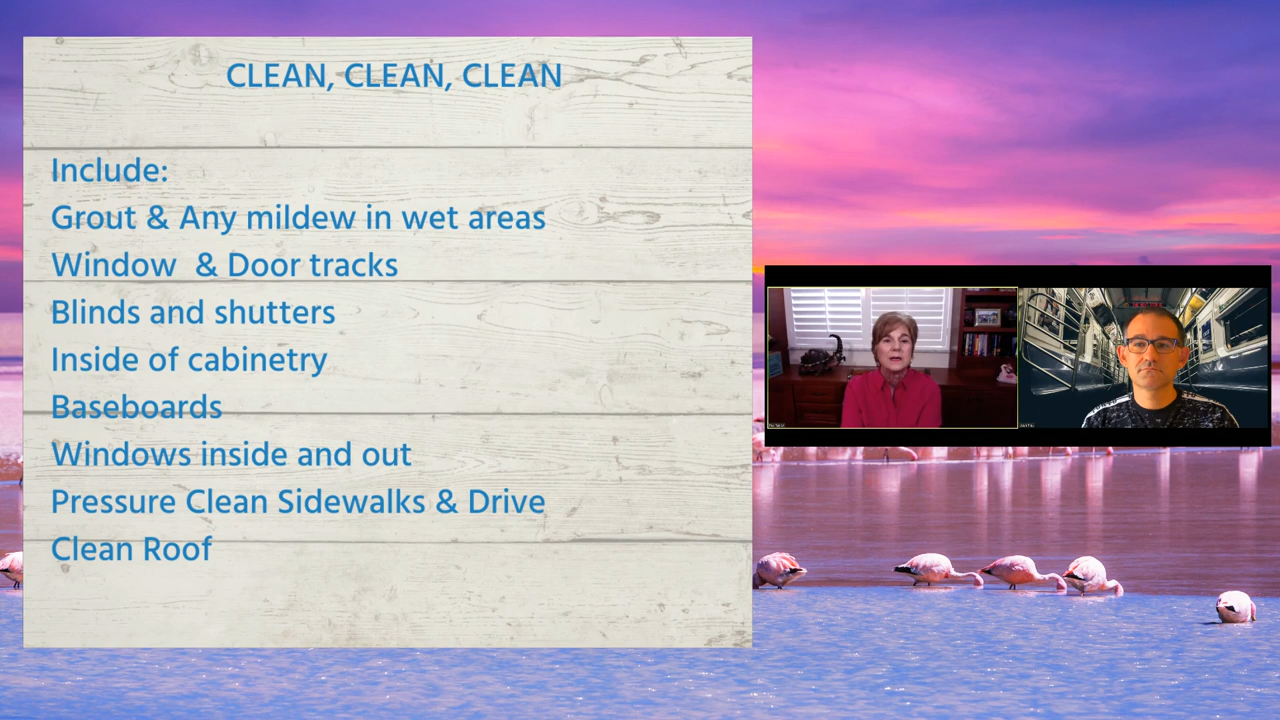 CLEAN, CLEAN, CLEAN
Include:
Grout & Any mildew in wet areas
Window  & Door tracks
Blinds and shutters
Inside of cabinetry
Baseboards
Windows inside and out
Pressure Clean Sidewalks & Drive
Clean Roof